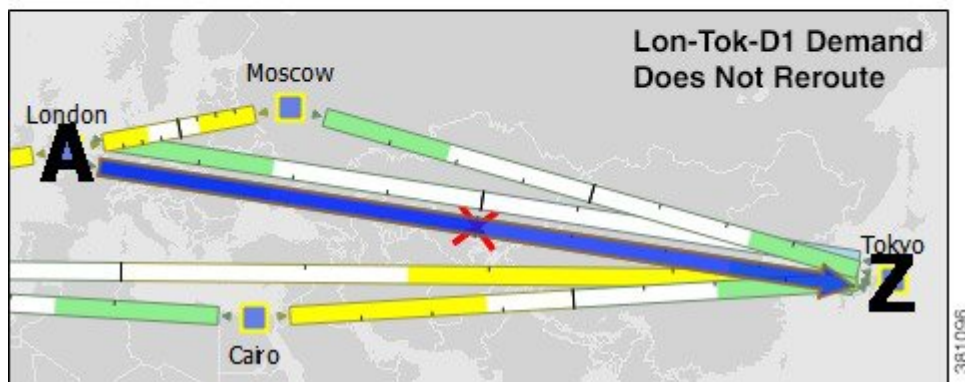 Lon-Tok-D1 Demand
Does Not Reroute
Moscow
London
A
Tokyo
Z
Cairo
381096